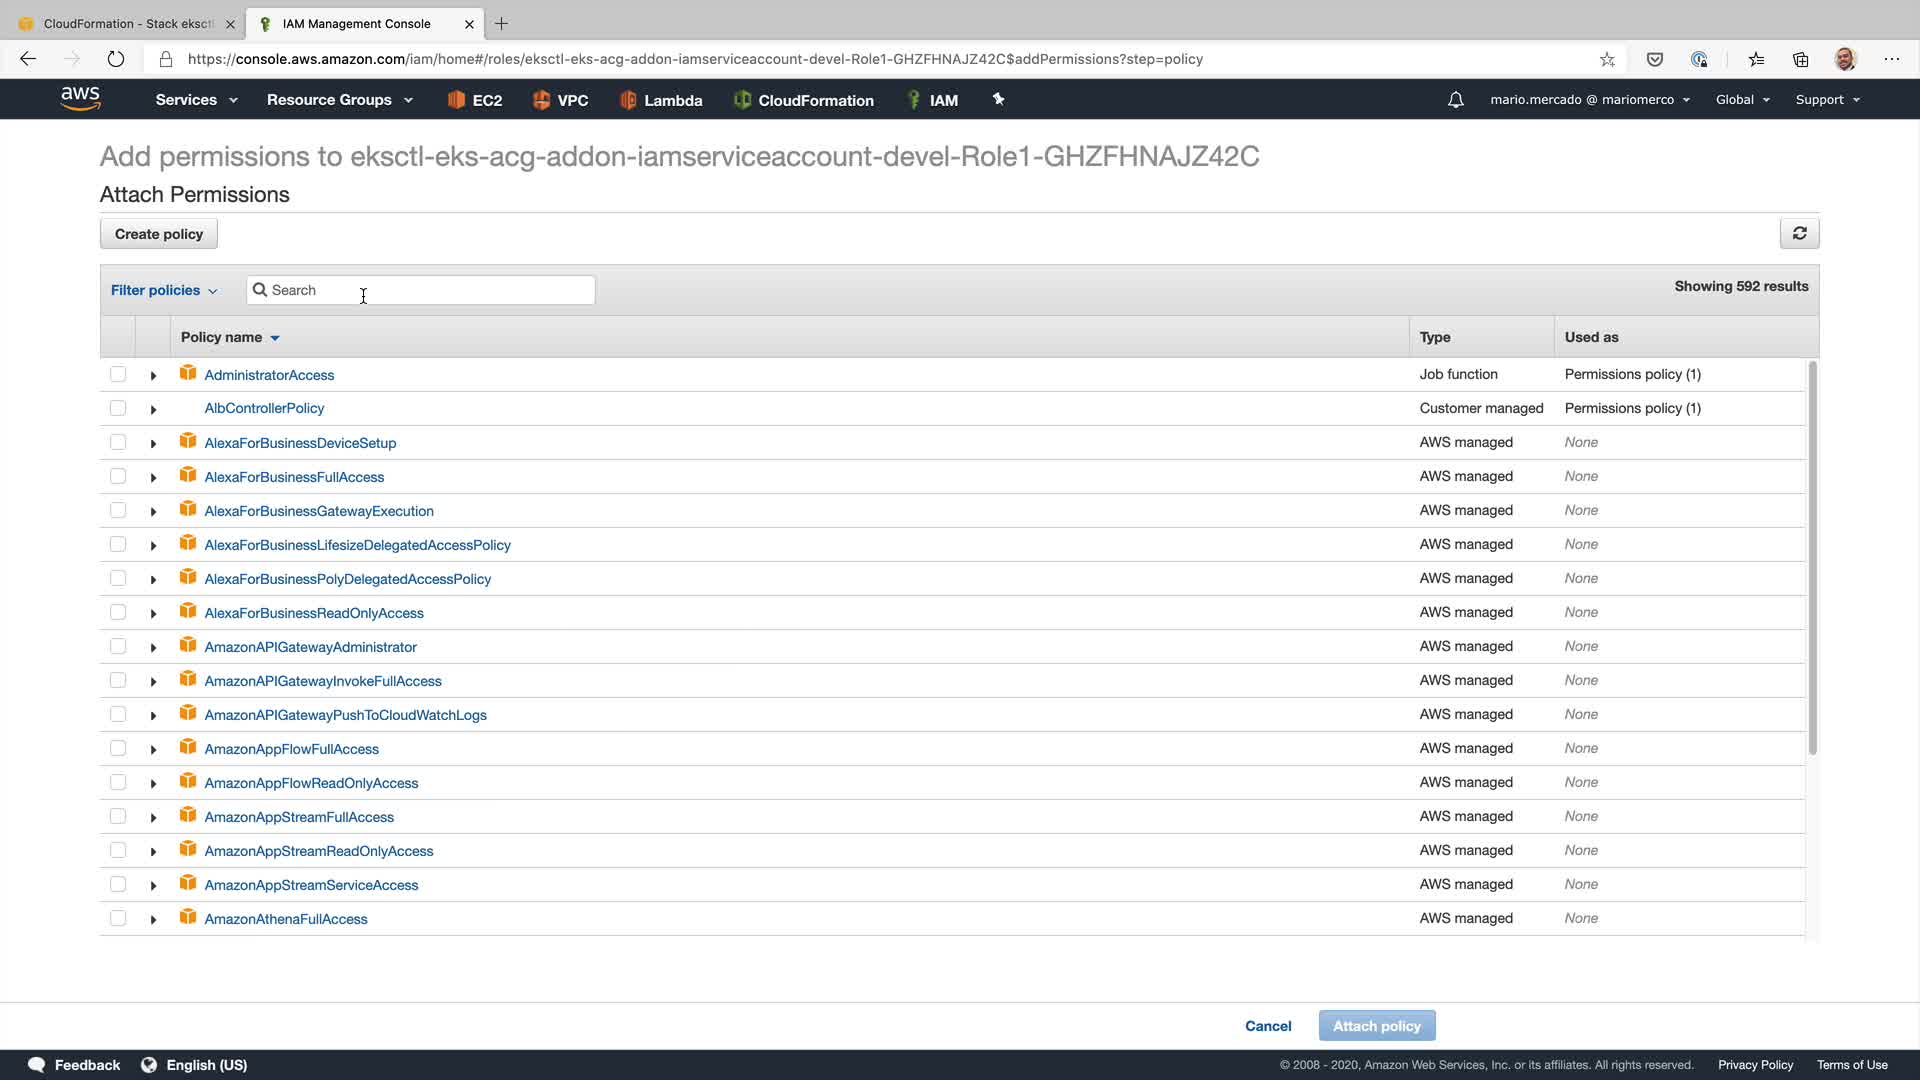 CloudFormation - Stack eksctl
IAM Management Console
https://console.aws.amazon.com/iam/home#/roles/eksctl-eks-acg-addon-iamserviceaccount-devel-Role1-GHZFHNAJZ42C$addPermissions?step=policy
aws Services Resource Groups EC2 VPC Lambda CloudFormation IAM mario.mercado @ mariomerco Global Support
Add permissions to eksctl-eks-acg-addon-iamserviceaccount-devel-Role1-GHZFHNAJZ42C
Attach Permissions
Create policy
Filter policies Search Showing 592 results
Policy name Type Used as
AdministratorAccess Job function Permissions policy (1)
AlbControllerPolicy Customer managed Permissions policy (1)
AlexaForBusinessDeviceSetup AWS managed None
AlexaForBusinessFullAccess AWS managed None
AlexaForBusinessGatewayExecution AWS managed None
AlexaForBusinessLifesizeDelegatedAccessPolicy AWS managed None
AlexaForBusinessPolyDelegatedAccessPolicy AWS managed None
AlexaForBusinessReadOnlyAccess AWS managed None
AmazonAPIGatewayAdministrator AWS managed None
AmazonAPIGatewayInvokeFullAccess AWS managed None
AmazonAPIGatewayPushToCloudWatchLogs AWS managed None
AmazonAppFlowFullAccess AWS managed None
AmazonAppFlowReadOnlyAccess AWS managed None
AmazonAppStreamFullAccess AWS managed None
AmazonAppStreamReadOnlyAccess AWS managed None
AmazonAppStreamServiceAccess AWS managed None
AmazonAthenaFullAccess AWS managed None
Cancel Attach policy
Feedback English (US) © 2008 - 2020, Amazon Web Services, Inc. or its affiliates. All rights reserved. Privacy Policy Terms of Use